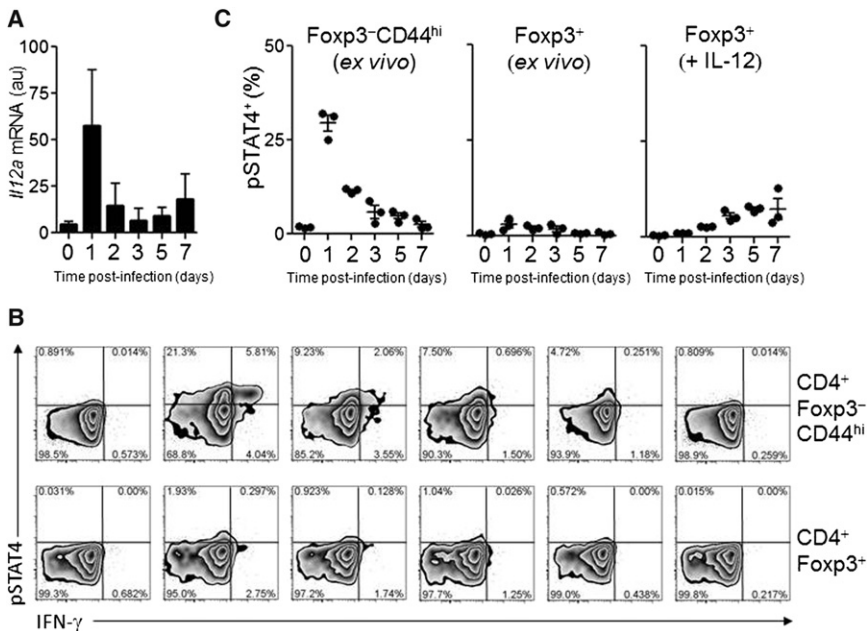 A
Il12a mRNA (au)
100
75
50
25
0
0 1 2 3 5 7
Time post-infection (days)
C
pSTAT4⁺ (%)
50
25
0
Foxp3⁻CD44ʰⁱ
(ex vivo)
0 1 2 3 5 7
Time post-infection (days)
Foxp3⁺
(ex vivo)
0 1 2 3 5 7
Time post-infection (days)
Foxp3⁺
(+ IL-12)
0 1 2 3 5 7
Time post-infection (days)
B
pSTAT4
0.891% 0.014% 21.3% 5.81% 9.23% 2.06% 7.50% 0.696% 4.72% 0.251% 0.809% 0.014%
CD4⁺
Foxp3⁻
CD44ʰⁱ
98.5% 0.573% 68.8% 4.04% 85.2% 3.55% 90.3% 1.50% 93.9% 1.18% 98.9% 0.259%
0.031% 0.00% 1.93% 0.297% 0.923% 0.128% 1.04% 0.026% 0.572% 0.00% 0.015% 0.00%
CD4⁺
Foxp3⁺
99.3% 0.682% 95.0% 2.75% 97.2% 1.74% 97.7% 1.25% 99.0% 0.438% 99.8% 0.217%
IFN-γ